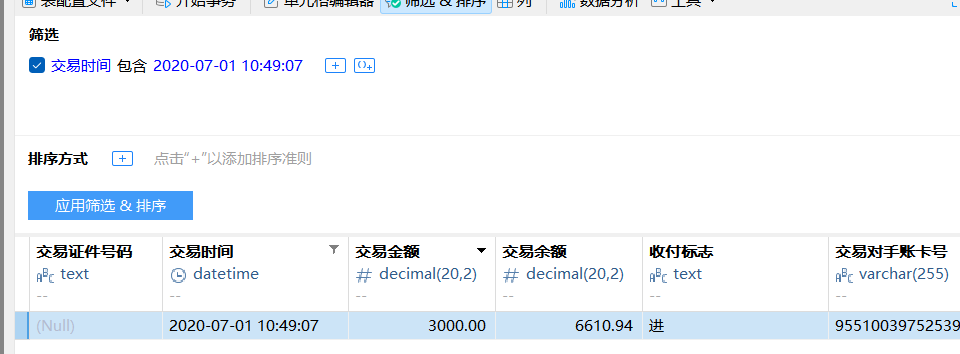 装配置文件 开始事务 单元格编辑器 筛选 & 排序 列 数据分析 工具
筛选
交易时间 包含 2020-07-01 10:49:07
排序方式 点击“+”以添加排序准则
应用筛选 & 排序
交易证件号码 交易时间 交易金额 交易余额 收付标志 交易对手账卡号
text datetime decimal(20,2) decimal(20,2) text varchar(255)
-- -- -- -- -- --
(Null) 2020-07-01 10:49:07 3000.00 6610.94 进 95510039752539